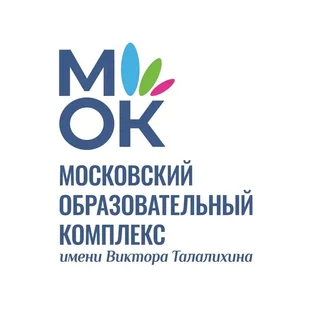 М
ОК
МОСКОВСКИЙ
ОБРАЗОВАТЕЛЬНЫЙ
КОМПЛЕКС
имени Виктора Талалихина